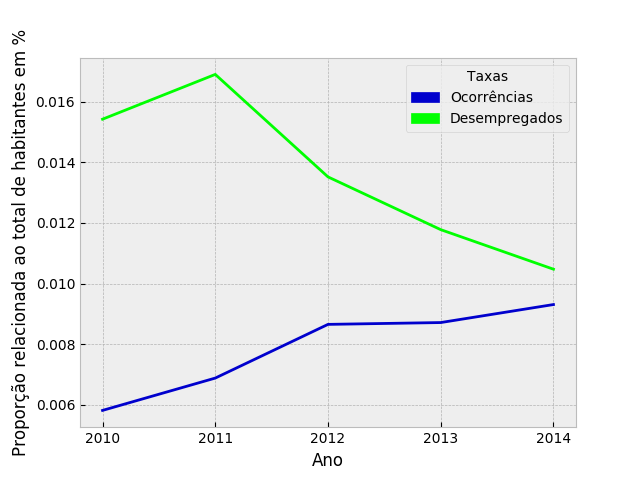 Proporção relacionada ao total de habitantes em %
0.016
0.014
0.012
0.010
0.008
0.006
Taxas
Ocorrências
Desempregados
2010 2011 2012 2013 2014
Ano